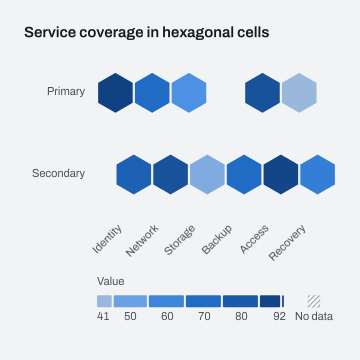 Service coverage in hexagonal cells
Primary
Secondary
Identity
Network
Storage
Backup
Access
Recovery
Value
41 50 60 70 80 92 No data